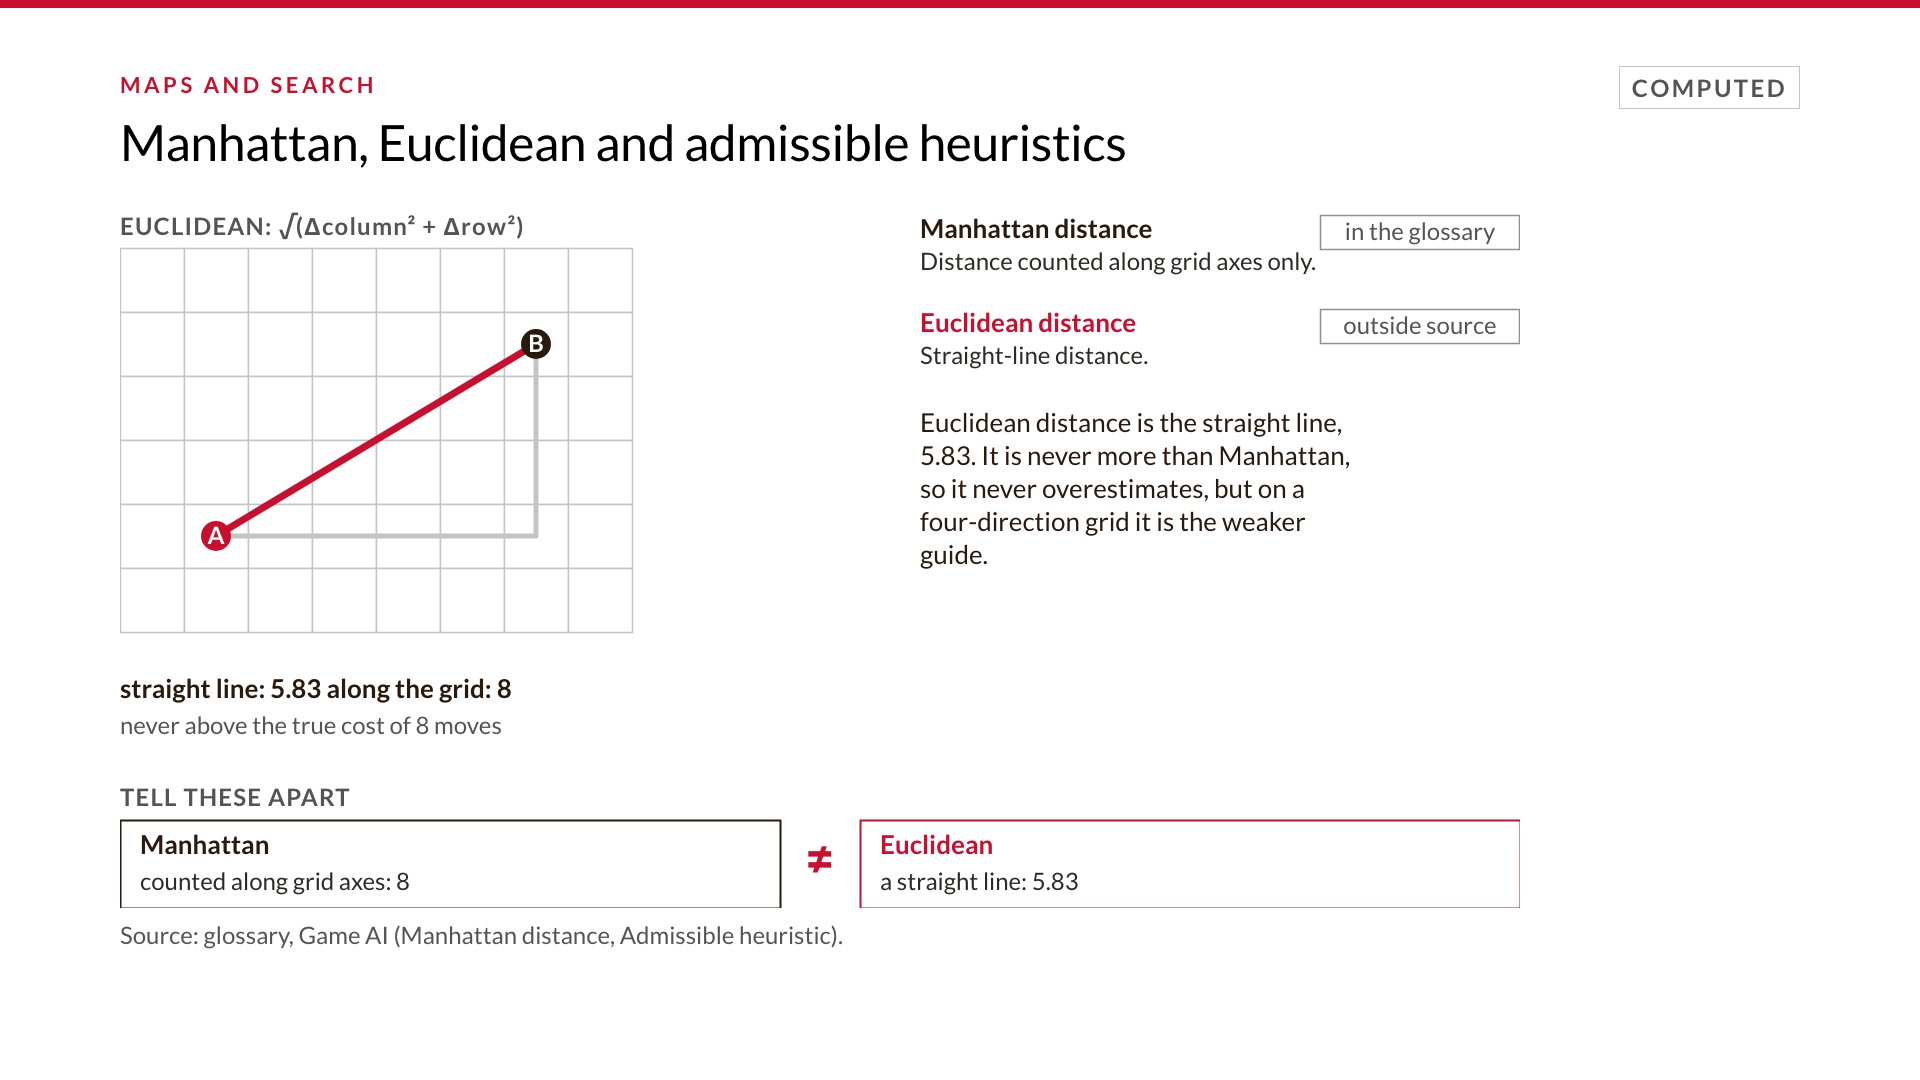 MAPS AND SEARCH
COMPUTED
Manhattan, Euclidean and admissible heuristics
EUCLIDEAN: √(Δcolumn² + Δrow²)
B
A
straight line: 5.83 along the grid: 8
never above the true cost of 8 moves
Manhattan distance
in the glossary
Distance counted along grid axes only.
Euclidean distance
outside source
Straight-line distance.
Euclidean distance is the straight line,
5.83. It is never more than Manhattan,
so it never overestimates, but on a
four-direction grid it is the weaker
guide.
TELL THESE APART
Manhattan
counted along grid axes: 8
≠
Euclidean
a straight line: 5.83
Source: glossary, Game AI (Manhattan distance, Admissible heuristic).